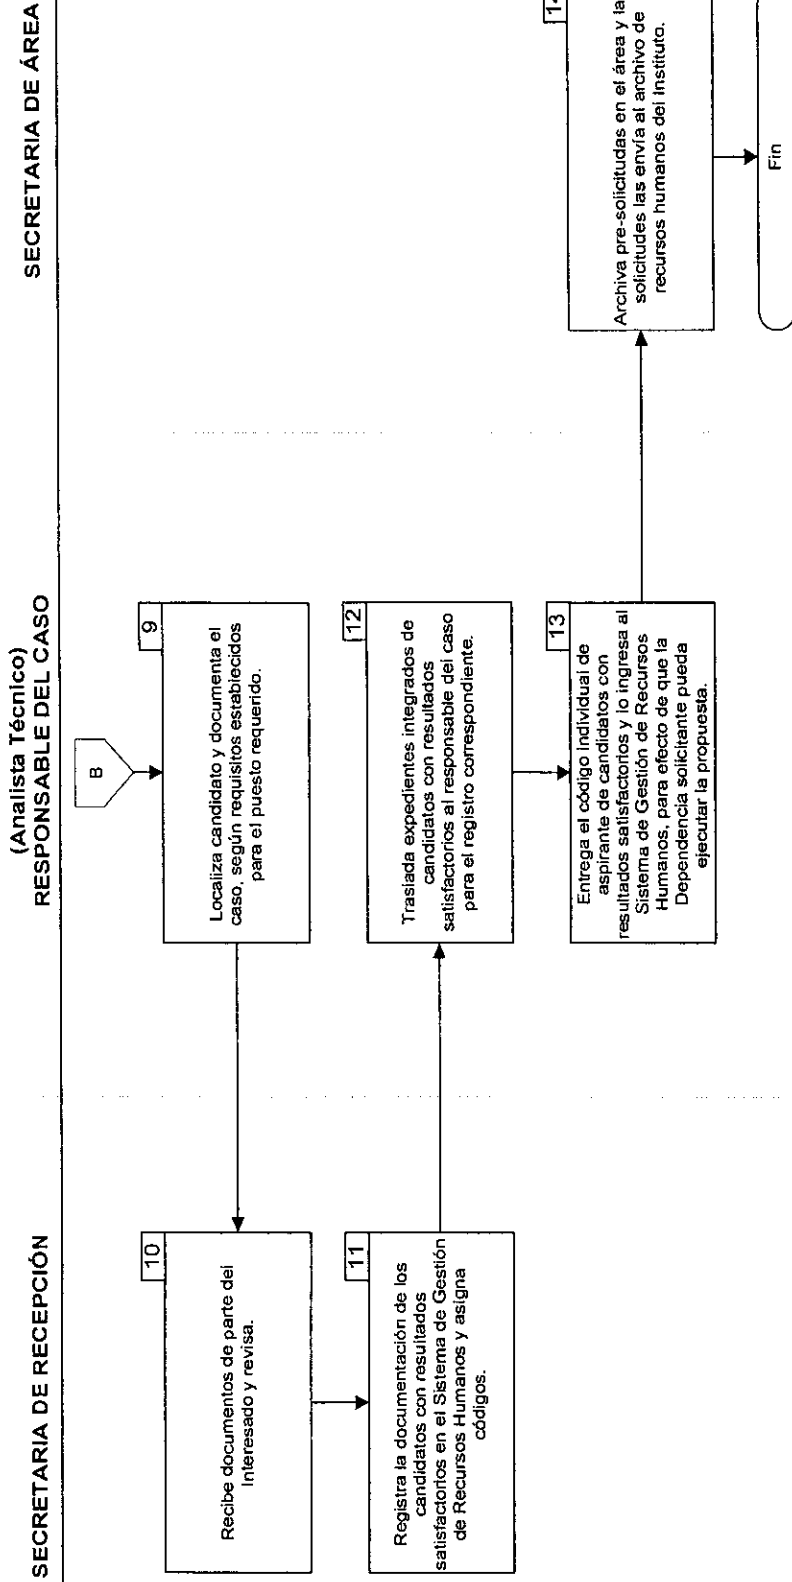 SECRETARIA DE RECEPCIÓN
(Analista Técnico)
RESPONSABLE DEL CASO
SECRETARIA DE ÁREA
B
9
Localiza candidato y documenta el
caso, según requisitos establecidos
para el puesto requerido.
10
Recibe documentos de parte del
Interesado y revisa.
11
Registra la documentación de los
candidatos con resultados
satisfactorios en el Sistema de Gestión
de Recursos Humanos y asigna
códigos.
12
Traslada expedientes integrados de
candidatos con resultados
satisfactorios al responsable del caso
para el registro correspondiente.
13
Entrega el código individual de
aspirante de candidatos con
resultados satisfactorios y lo ingresa al
Sistema de Gestión de Recursos
Humanos, para efecto de que la
Dependencia solicitante pueda
ejecutar la propuesta.
14
Archiva pre-solicitudas en el área y la
solicitudes las envía al archivo de
recursos humanos del Instituto.
Fin